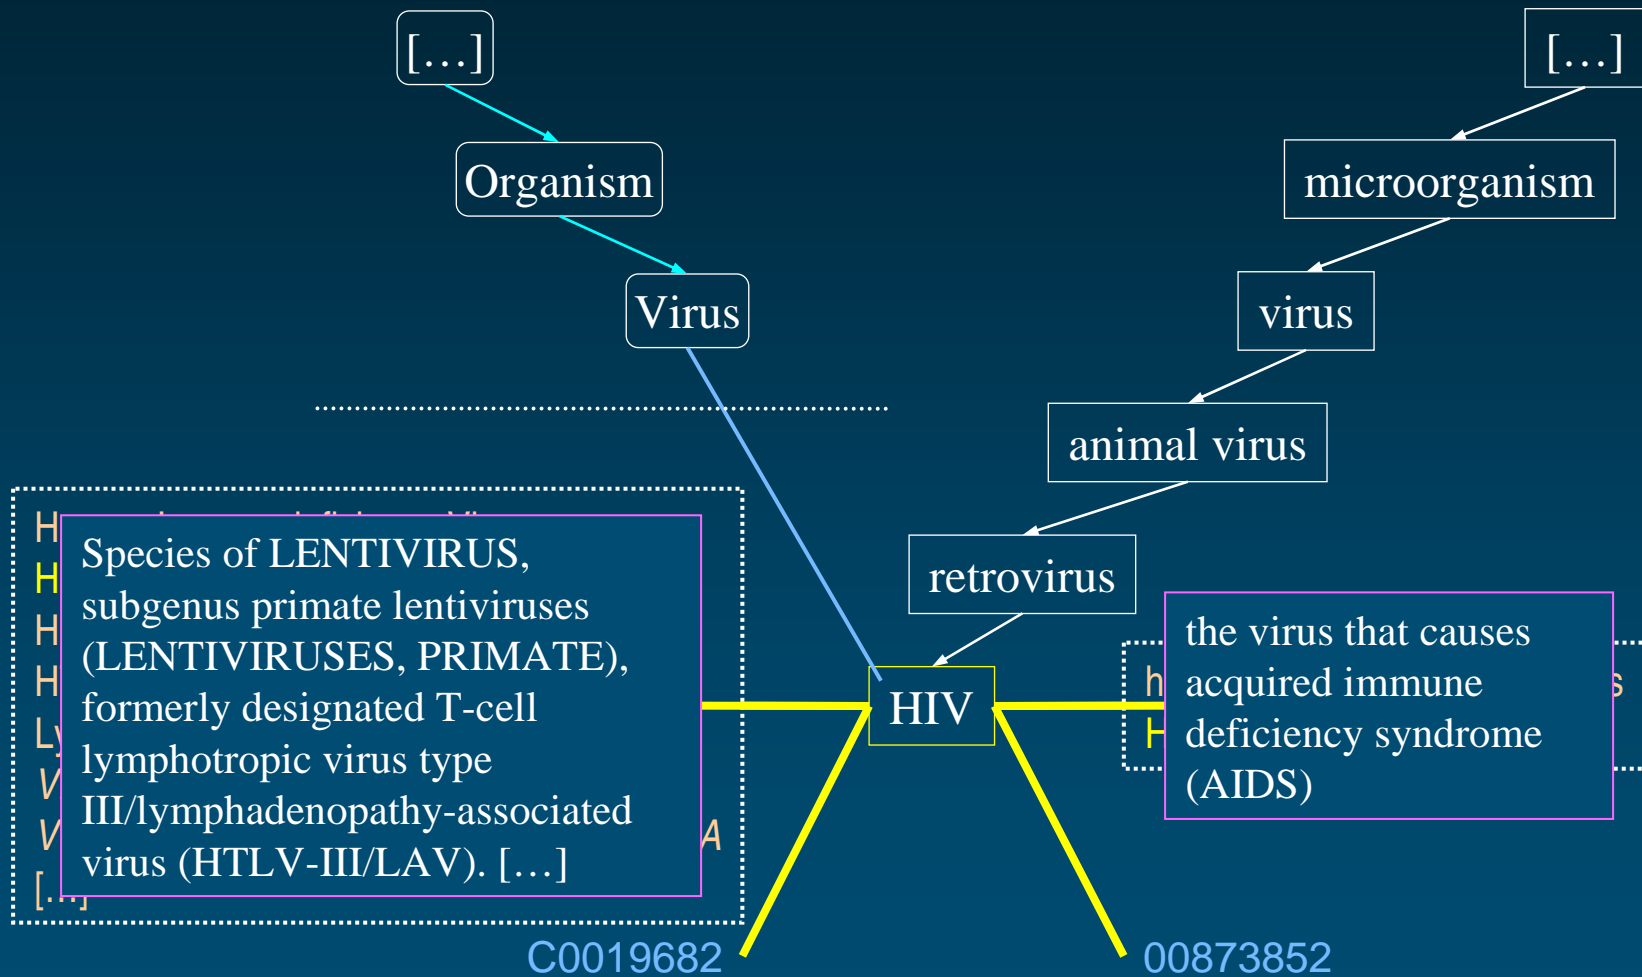 […]
Organism
Virus
[…]
microorganism
virus
animal virus
retrovirus
HIV
Species of LENTIVIRUS,
subgenus primate lentiviruses
(LENTIVIRUSES, PRIMATE),
formerly designated T-cell
lymphotropic virus type
III/lymphadenopathy-associated
virus (HTLV-III/LAV). […]
the virus that causes
acquired immune
deficiency syndrome
(AIDS)
C0019682
00873852